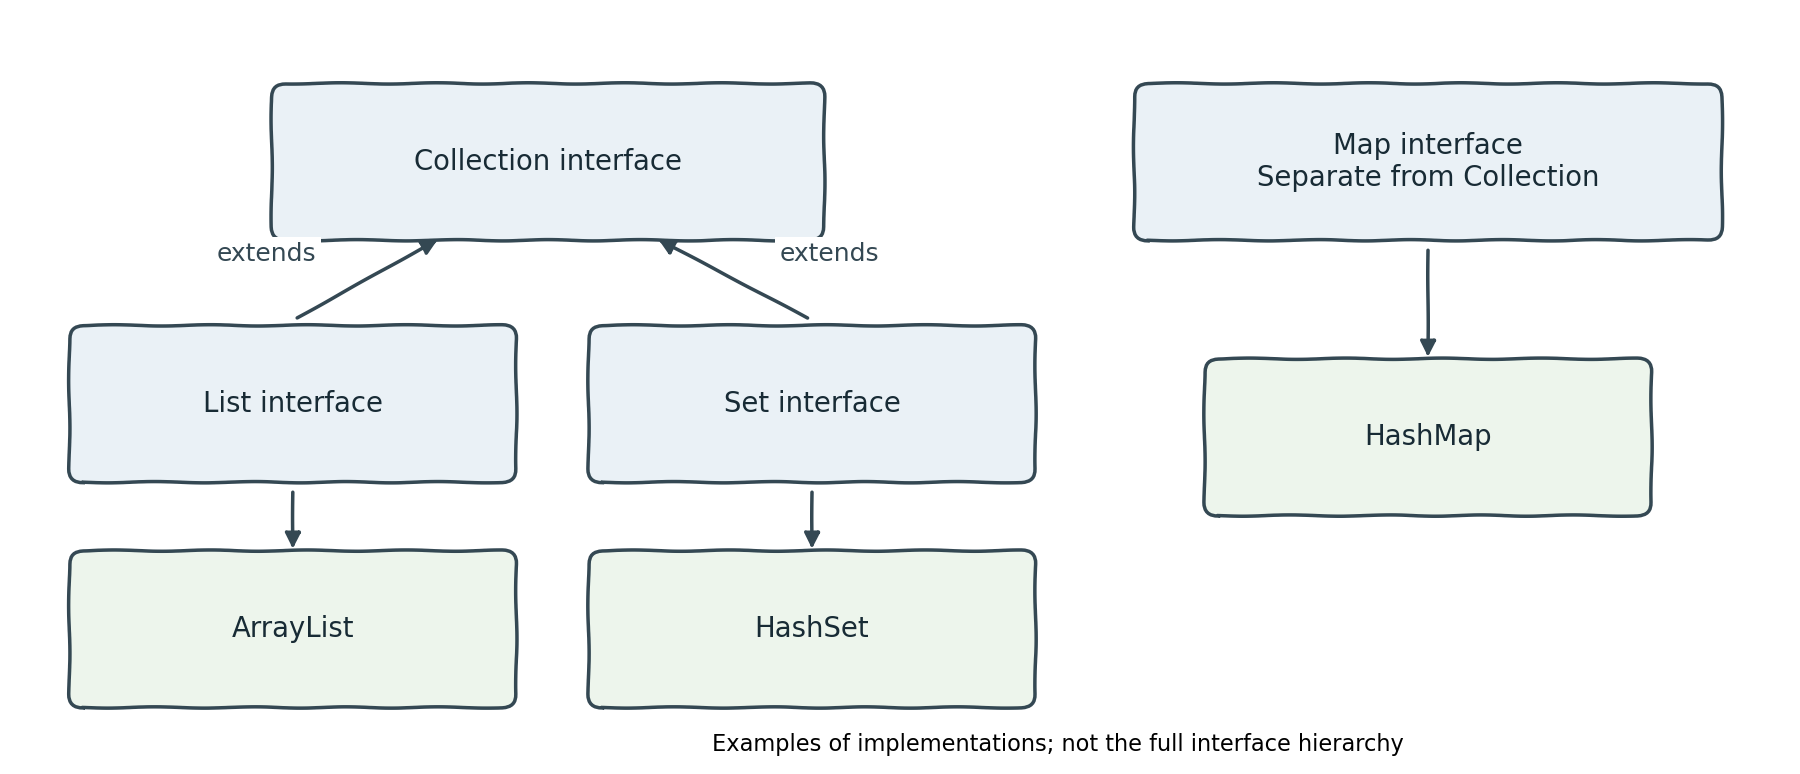 Collection interface
Map interface
Separate from Collection
extends
extends
List interface
Set interface
HashMap
ArrayList
HashSet
Examples of implementations; not the full interface hierarchy